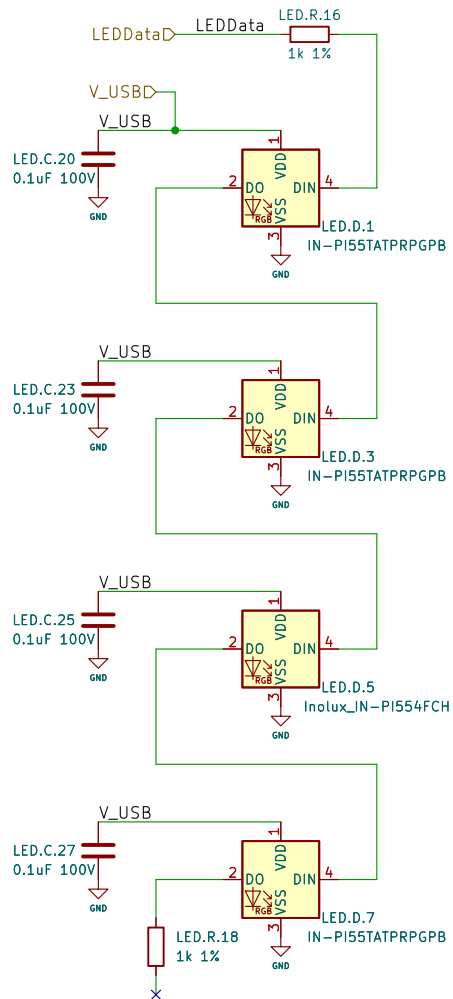 LED.R.16
LEDData LEDData
1k 1%
V_USB
V_USB
1
VDD
LED.C.20
0.1uF 100V
2 DO DIN 4
RGB
VSS
GND
3
LED.D.1
IN-PI55TATPRPGPB
GND
V_USB
1
VDD
LED.C.23
0.1uF 100V
2 DO DIN 4
RGB
VSS
GND
3
LED.D.3
IN-PI55TATPRPGPB
GND
V_USB
1
VDD
LED.C.25
0.1uF 100V
2 DO DIN 4
RGB
VSS
GND
3
LED.D.5
Inolux_IN-PI554FCH
GND
V_USB
1
VDD
LED.C.27
0.1uF 100V
2 DO DIN 4
RGB
VSS
GND
3
LED.D.7
IN-PI55TATPRPGPB
LED.R.18
1k 1%
GND